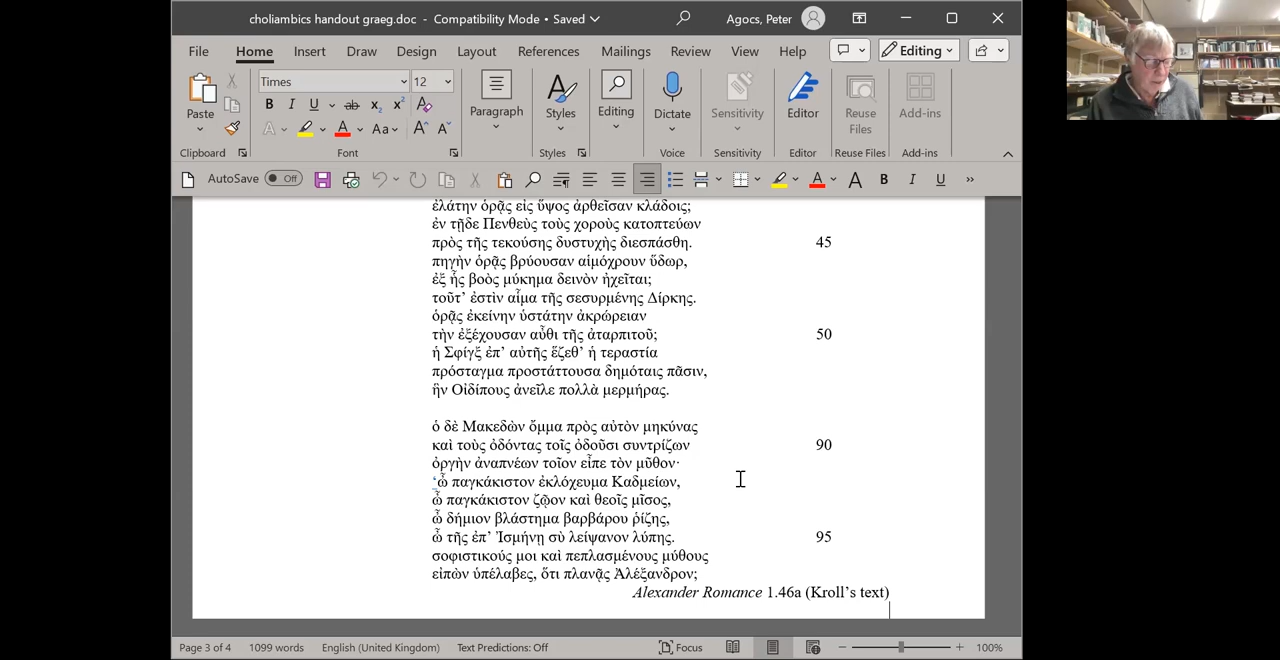 choliambics handout graeg.doc - Compatibility Mode • Saved
Agocs, Peter
File Home Insert Draw Design Layout References Mailings Review View Help Editing
Times 12
Paste
B I U ab x₂ x²
A Aa A A
Paragraph
Styles
Editing
Dictate
Sensitivity
Editor
Reuse Files
Add-ins
Clipboard Font Styles Voice Sensitivity Editor Reuse Files Add-ins
AutoSave Off
A A B I U »
ἐλάτην ὁρᾷς εἰς ὕψος ἀρθεῖσαν κλάδοις;
ἐν τῇδε Πενθεὺς τοὺς χοροὺς κατοπτεύων
πρὸς τῆς τεκούσης δυστυχὴς διεσπάσθη. 45
πηγὴν ὁρᾷς βρύουσαν αἱμόχρουν ὕδωρ,
ἐξ ἧς βοὸς μύκημα δεινὸν ἠχεῖται;
τοῦτ’ ἐστὶν αἷμα τῆς σεσυρμένης Δίρκης.
ὁρᾷς ἐκείνην ὑστάτην ἀκρώρειαν
τὴν ἐξέχουσαν αὖθι τῆς ἀταρπιτοῦ; 50
ἡ Σφίγξ ἐπ’ αὐτῆς ἕζεθ’ ἡ τεραστία
πρόσταγμα προστάττουσα δημόταις πᾶσιν,
ἣν Οἰδίπους ἀνεῖλε πολλὰ μερμήρας.
ὁ δὲ Μακεδὼν ὄμμα πρὸς αὐτὸν μηκύνας
καὶ τοὺς ὀδόντας τοῖς ὀδοῦσι συντρίζων 90
ὀργὴν ἀναπνέων τοῖον εἶπε τὸν μῦθον·
‘ὦ παγκάκιστον ἐκλόχευμα Καδμείων,
ὦ παγκάκιστον ζῷον καὶ θεοῖς μῖσος,
ὦ δήμιον βλάστημα βαρβάρου ῥίζης,
ὦ τῆς ἐπ’ Ἰσμήνῃ σὺ λείψανον λύπης. 95
σοφιστικούς μοι καὶ πεπλασμένους μύθους
εἰπὼν ὑπέλαβες, ὅτι πλανᾷς Ἀλέξανδρον;
Alexander Romance 1.46a (Kroll’s text)
Page 3 of 4 1099 words English (United Kingdom) Text Predictions: Off Focus 100%